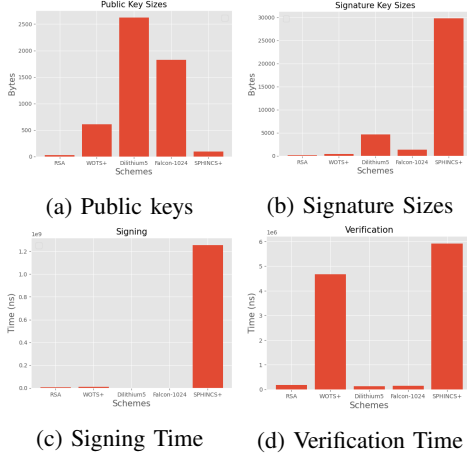 Public Key Sizes
2500
2000
1500
1000
500
0
Bytes
RSA WOTS+ Dilithium5 Falcon-1024 SPHINCS+
Schemes
(a) Public keys
Signature Key Sizes
30000
25000
20000
15000
10000
5000
0
Bytes
RSA WOTS+ Dilithium5 Falcon-1024 SPHINCS+
Schemes
(b) Signature Sizes
Signing
1e9
1.2
1.0
0.8
0.6
0.4
0.2
0.0
Time (ns)
RSA WOTS+ Dilithium5 Falcon-1024 SPHINCS+
Schemes
(c) Signing Time
Verification
1e6
6
5
4
3
2
1
0
Time (ns)
RSA WOTS+ Dilithium5 Falcon-1024 SPHINCS+
Schemes
(d) Verification Time